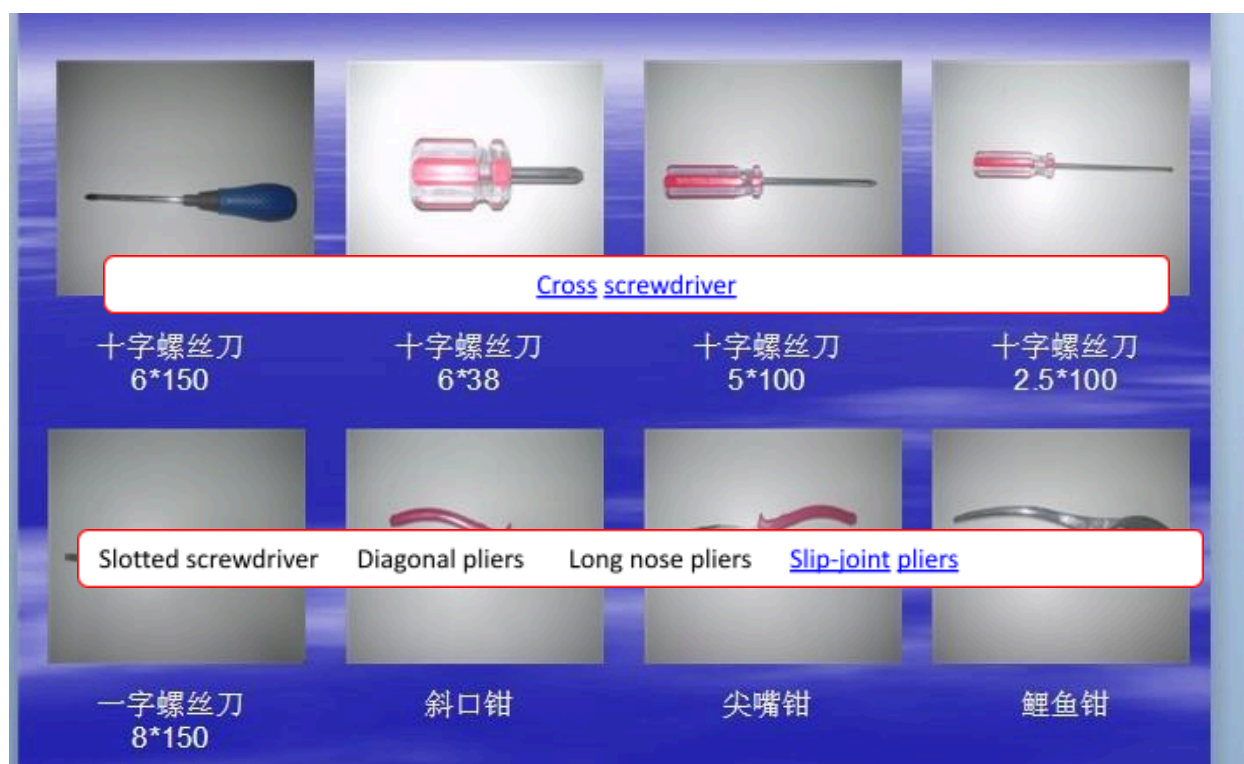 Cross screwdriver
十字螺丝刀 十字螺丝刀 十字螺丝刀 十字螺丝刀
6*150 6*38 5*100 2.5*100
Slotted screwdriver Diagonal pliers Long nose pliers Slip-joint pliers
一字螺丝刀 斜口钳 尖嘴钳 鲤鱼钳
8*150